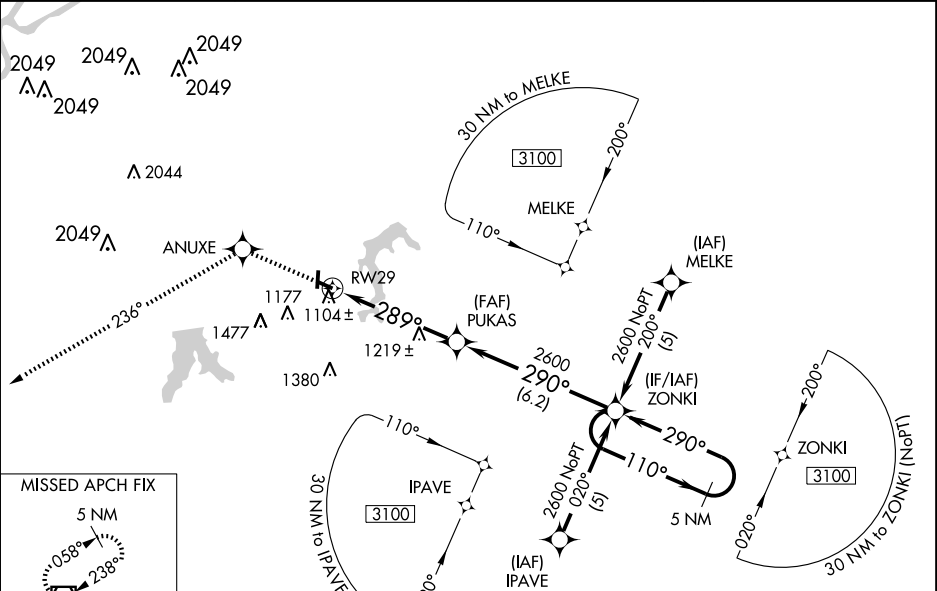 2049
2049
2049
2049
2049
2049
2044
2049
ANUXE
236°
RW29
1177
1104 ±
1477
1380
289°
1219 ±
(FAF)
PUKAS
2600
290°
(6.2)
30 NM to MELKE
3100
200°
MELKE
110°
(IAF)
MELKE
2600 NoPT
200°
(5)
(IF/IAF)
ZONKI
290°
110°
5 NM
2600 NoPT
020°
(5)
(IAF)
IPAVE
200°
ZONKI
3100
020°
30 NM to ZONKI (NoPT)
110°
IPAVE
3100
30 NM to IPAVE
MISSED APCH FIX
5 NM
058°
238°